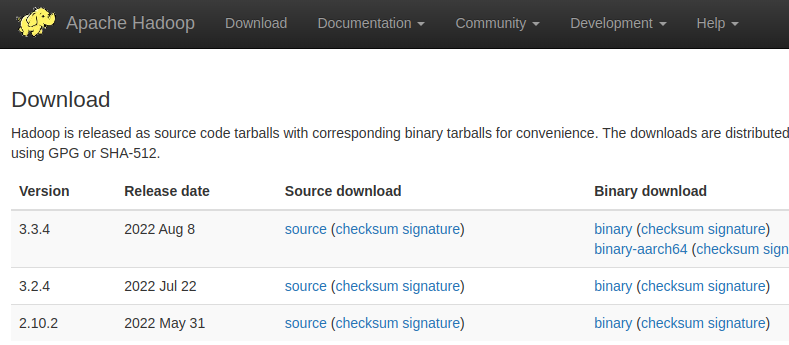 Apache Hadoop Download Documentation Community Development Help
Download
Hadoop is released as source code tarballs with corresponding binary tarballs for convenience. The downloads are distributed
using GPG or SHA-512.
Version Release date Source download Binary download
3.3.4 2022 Aug 8 source (checksum signature) binary (checksum signature)
binary-aarch64 (checksum sign
3.2.4 2022 Jul 22 source (checksum signature) binary (checksum signature)
2.10.2 2022 May 31 source (checksum signature) binary (checksum signature)